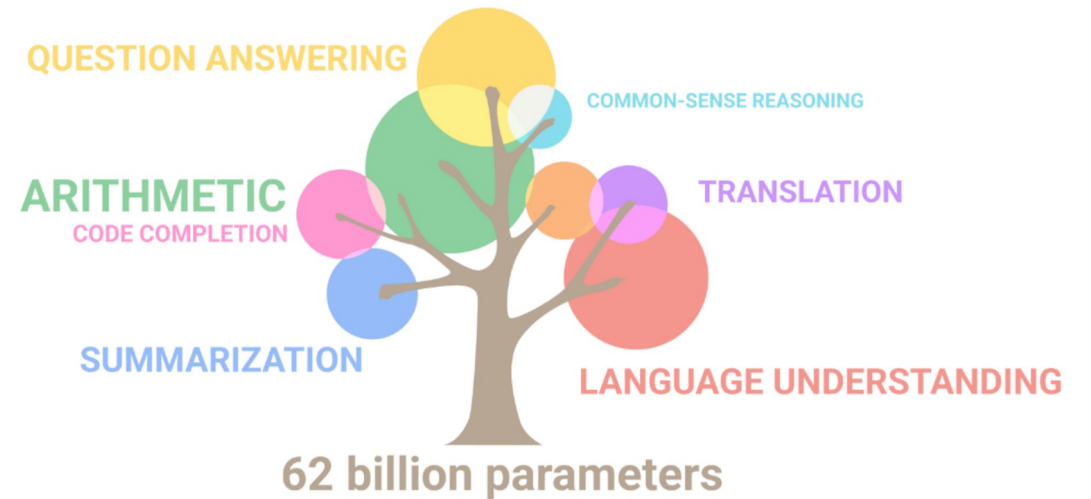 QUESTION ANSWERING
COMMON-SENSE REASONING
ARITHMETIC
TRANSLATION
CODE COMPLETION
SUMMARIZATION
LANGUAGE UNDERSTANDING
62 billion parameters